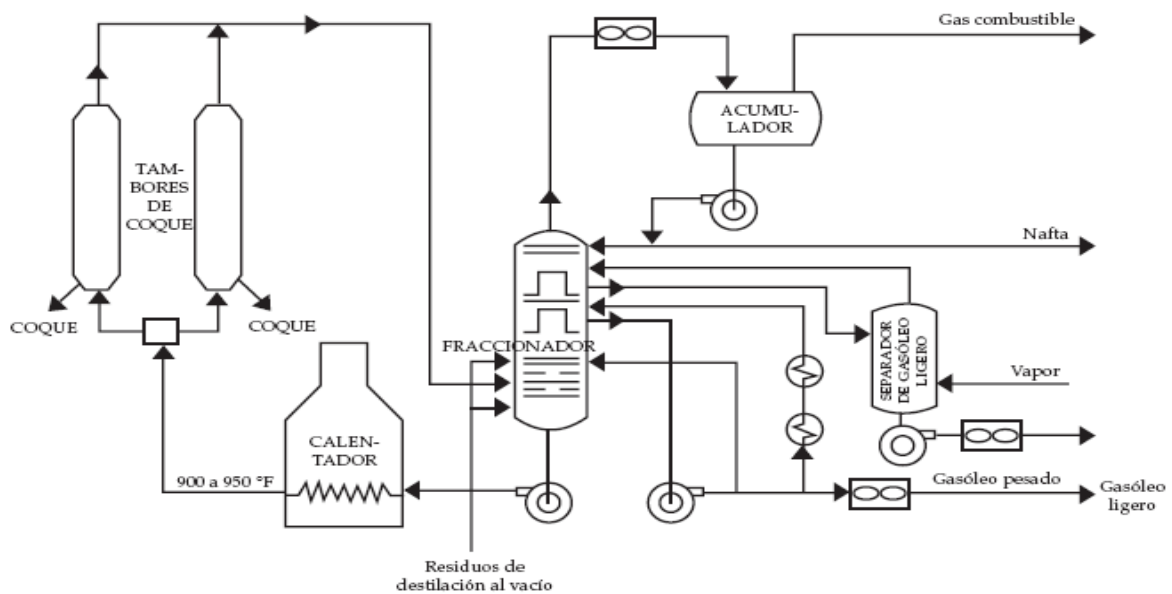 Gas combustible
ACUMU-
LADOR
TAM-
BORES
DE
COQUE
Nafta
COQUE
COQUE
FRACCIONADOR
SEPARADOR
DE GASÓLEO
LIGERO
Vapor
CALEN-
TADOR
900 a 950 °F
Gasóleo pesado
Gasóleo
ligero
Residuos de
destilación al vacío